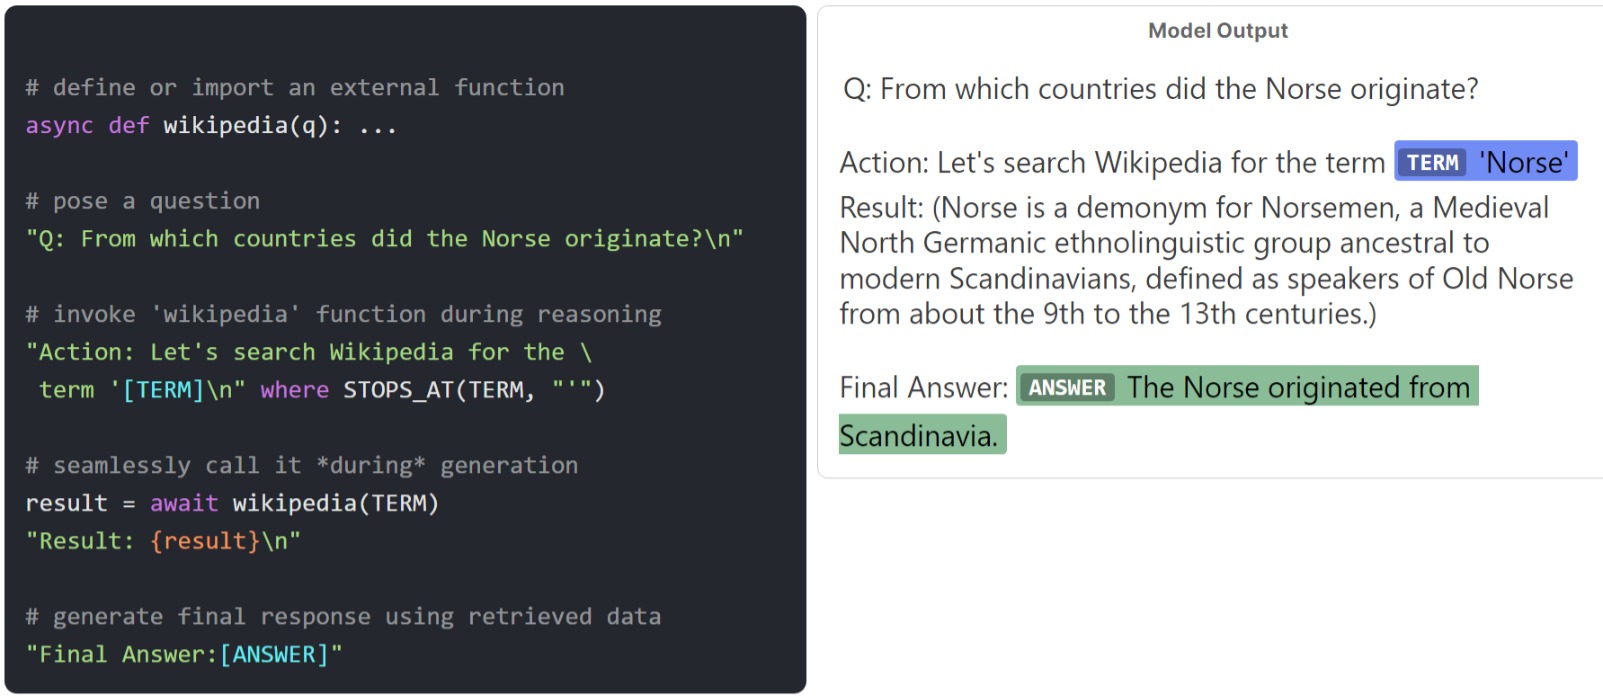 # define or import an external function
async def wikipedia(q): ...
# pose a question
"Q: From which countries did the Norse originate?\n"
# invoke 'wikipedia' function during reasoning
"Action: Let's search Wikipedia for the \
term '[TERM]\n" where STOPS_AT(TERM, "'")
# seamlessly call it *during* generation
result = await wikipedia(TERM)
"Result: {result}\n"
# generate final response using retrieved data
"Final Answer:[ANSWER]"
Model Output
Q: From which countries did the Norse originate?
Action: Let's search Wikipedia for the term TERM 'Norse'
Result: (Norse is a demonym for Norsemen, a Medieval
North Germanic ethnolinguistic group ancestral to
modern Scandinavians, defined as speakers of Old Norse
from about the 9th to the 13th centuries.)
Final Answer: ANSWER The Norse originated from
Scandinavia.